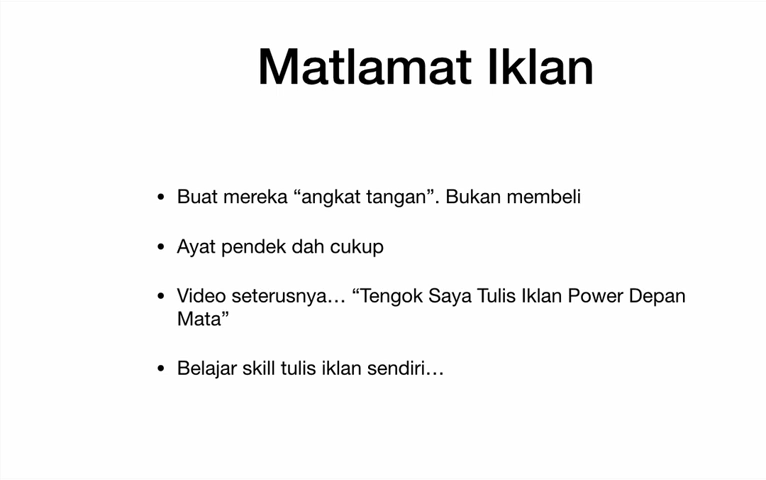 Matlamat Iklan
• Buat mereka “angkat tangan”. Bukan membeli
• Ayat pendek dah cukup
• Video seterusnya… “Tengok Saya Tulis Iklan Power Depan
Mata”
• Belajar skill tulis iklan sendiri…